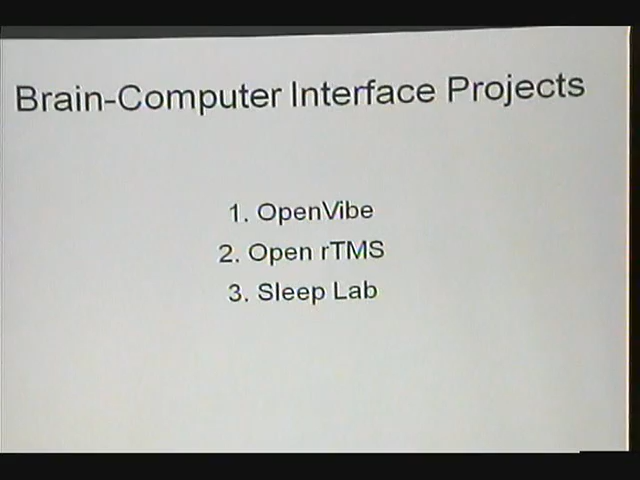 Brain-Computer Interface Projects
1. OpenVibe
2. Open rTMS
3. Sleep Lab